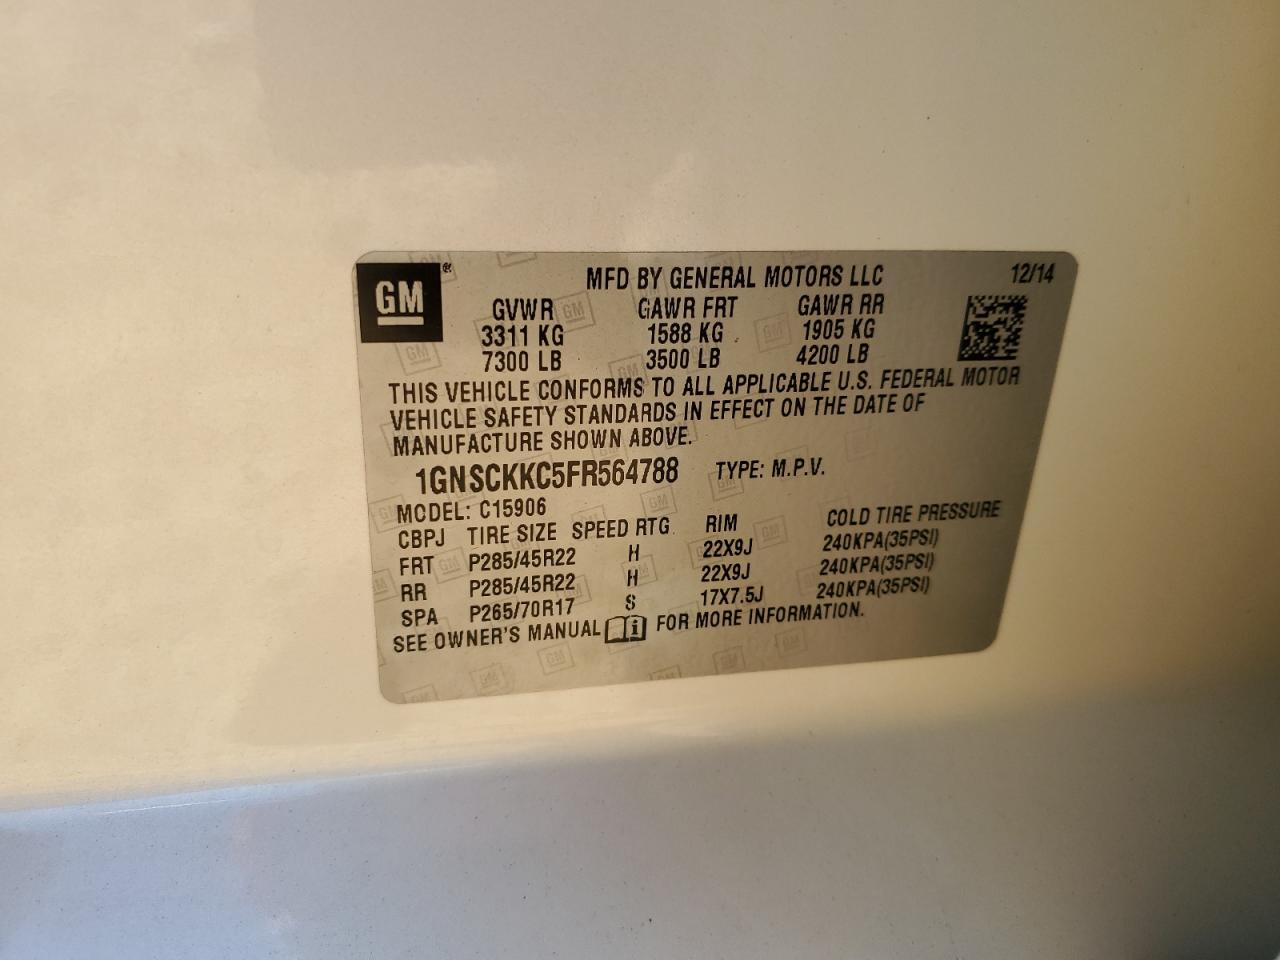 GM
MFD BY GENERAL MOTORS LLC 12/14
GVWR GAWR FRT GAWR RR
3311 KG 1588 KG 1905 KG
7300 LB 3500 LB 4200 LB
THIS VEHICLE CONFORMS TO ALL APPLICABLE U.S. FEDERAL MOTOR
VEHICLE SAFETY STANDARDS IN EFFECT ON THE DATE OF
MANUFACTURE SHOWN ABOVE.
1GNSCKKC5FR564788 TYPE: M.P.V.
MODEL: C15906
CBPJ TIRE SIZE SPEED RTG RIM COLD TIRE PRESSURE
FRT P285/45R22 H 22X9J 240KPA(35PSI)
RR P285/45R22 H 22X9J 240KPA(35PSI)
SPA P265/70R17 S 17X7.5J 240KPA(35PSI)
SEE OWNER'S MANUAL FOR MORE INFORMATION.